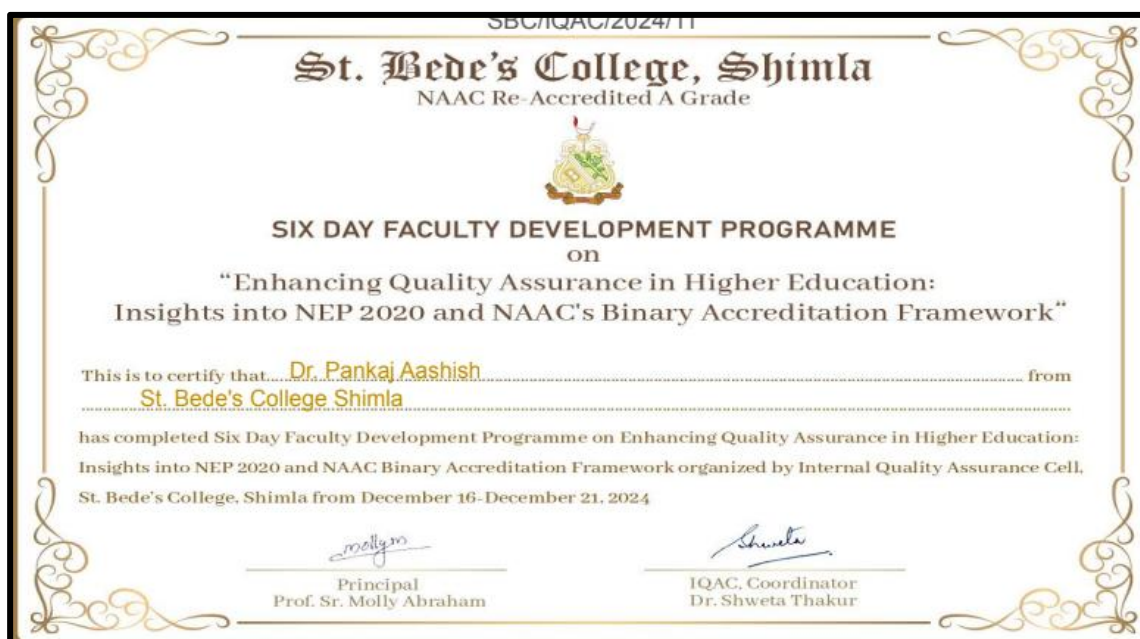 SBC/IQAC/2024/11
St. Bede's College, Shimla
NAAC Re-Accredited A Grade
SIX DAY FACULTY DEVELOPMENT PROGRAMME
on
“Enhancing Quality Assurance in Higher Education:
Insights into NEP 2020 and NAAC's Binary Accreditation Framework“
This is to certify that Dr. Pankaj Aashish from
St. Bede's College Shimla
has completed Six Day Faculty Development Programme on Enhancing Quality Assurance in Higher Education:
Insights into NEP 2020 and NAAC Binary Accreditation Framework organized by Internal Quality Assurance Cell,
St. Bede's College, Shimla from December 16-December 21, 2024
mollym
Shweta
Principal
Prof. Sr. Molly Abraham
IQAC, Coordinator
Dr. Shweta Thakur